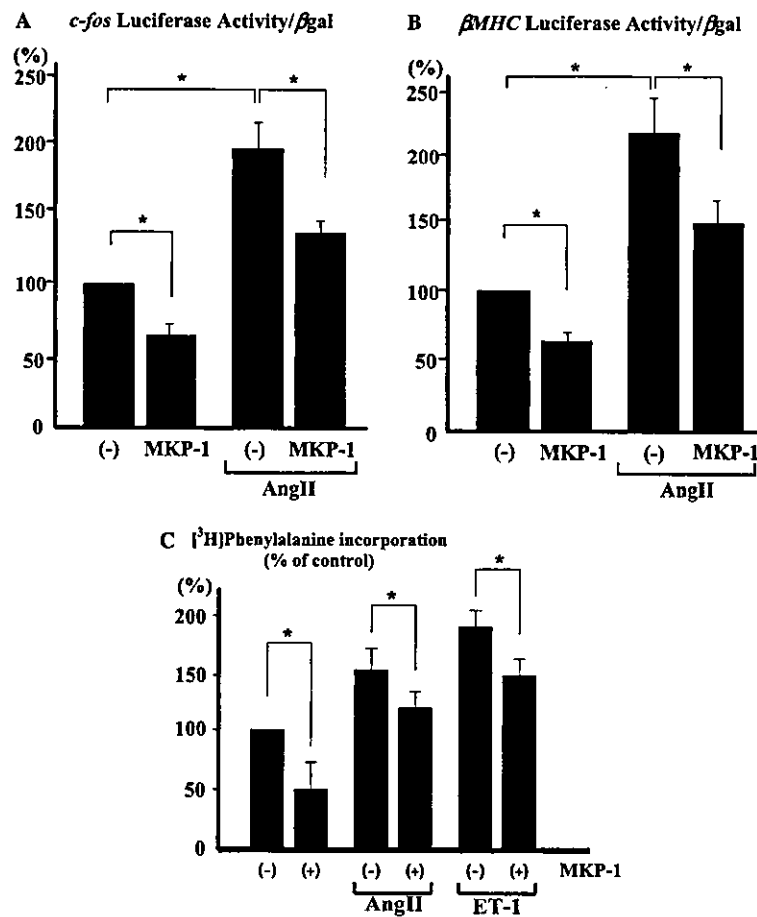 A c-fos Luciferase Activity/βgal
(%)
250
200
150
100
50
0
*
*
*
(-) MKP-1 (-) MKP-1
AngII
B βMHC Luciferase Activity/βgal
(%)
250
200
150
100
50
0
*
*
*
(-) MKP-1 (-) MKP-1
AngII
C [³H]Phenylalanine incorporation
(% of control)
(%)
200
150
100
50
0
*
*
*
(-) (+) (-) (+) (-) (+) MKP-1
AngII ET-1